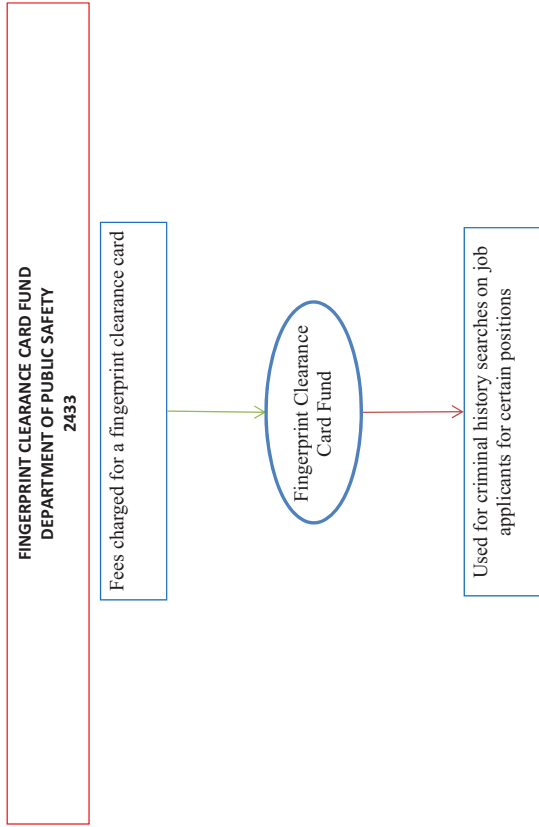 FINGERPRINT CLEARANCE CARD FUND
DEPARTMENT OF PUBLIC SAFETY
2433
Fees charged for a fingerprint clearance card
Fingerprint Clearance
Card Fund
Used for criminal history searches on job
applicants for certain positions